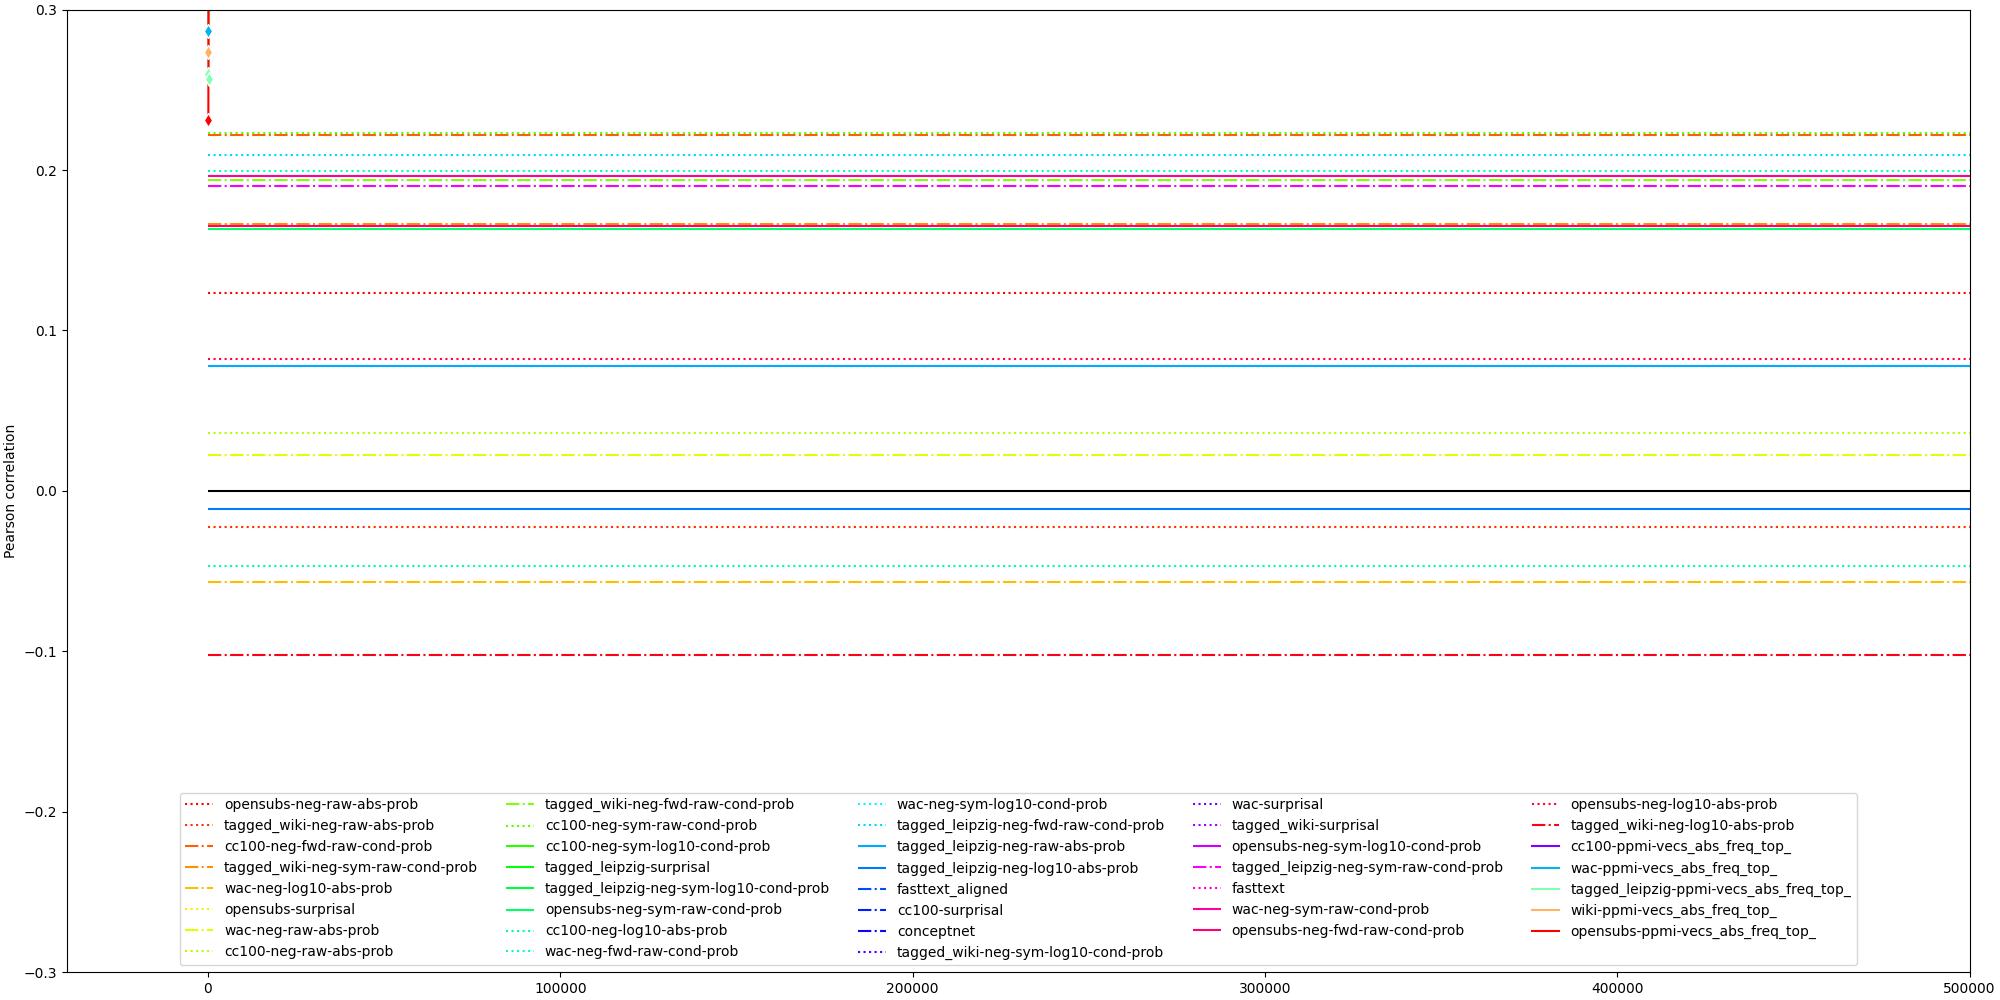 0.3
0.2
0.1
0.0
−0.1
−0.2
−0.3
Pearson correlation
opensubs-neg-raw-abs-prob
tagged_wiki-neg-raw-abs-prob
cc100-neg-fwd-raw-cond-prob
tagged_wiki-neg-sym-raw-cond-prob
wac-neg-log10-abs-prob
opensubs-surprisal
wac-neg-raw-abs-prob
cc100-neg-raw-abs-prob
tagged_wiki-neg-fwd-raw-cond-prob
cc100-neg-sym-raw-cond-prob
cc100-neg-sym-log10-cond-prob
tagged_leipzig-surprisal
tagged_leipzig-neg-sym-log10-cond-prob
opensubs-neg-sym-raw-cond-prob
cc100-neg-log10-abs-prob
wac-neg-fwd-raw-cond-prob
wac-neg-sym-log10-cond-prob
tagged_leipzig-neg-fwd-raw-cond-prob
tagged_leipzig-neg-raw-abs-prob
tagged_leipzig-neg-log10-abs-prob
fasttext_aligned
cc100-surprisal
conceptnet
tagged_wiki-neg-sym-log10-cond-prob
wac-surprisal
tagged_wiki-surprisal
opensubs-neg-sym-log10-cond-prob
tagged_leipzig-neg-sym-raw-cond-prob
fasttext
wac-neg-sym-raw-cond-prob
opensubs-neg-fwd-raw-cond-prob
opensubs-neg-log10-abs-prob
tagged_wiki-neg-log10-abs-prob
cc100-ppmi-vecs_abs_freq_top_
wac-ppmi-vecs_abs_freq_top_
tagged_leipzig-ppmi-vecs_abs_freq_top_
wiki-ppmi-vecs_abs_freq_top_
opensubs-ppmi-vecs_abs_freq_top_
0 100000 200000 300000 400000 500000